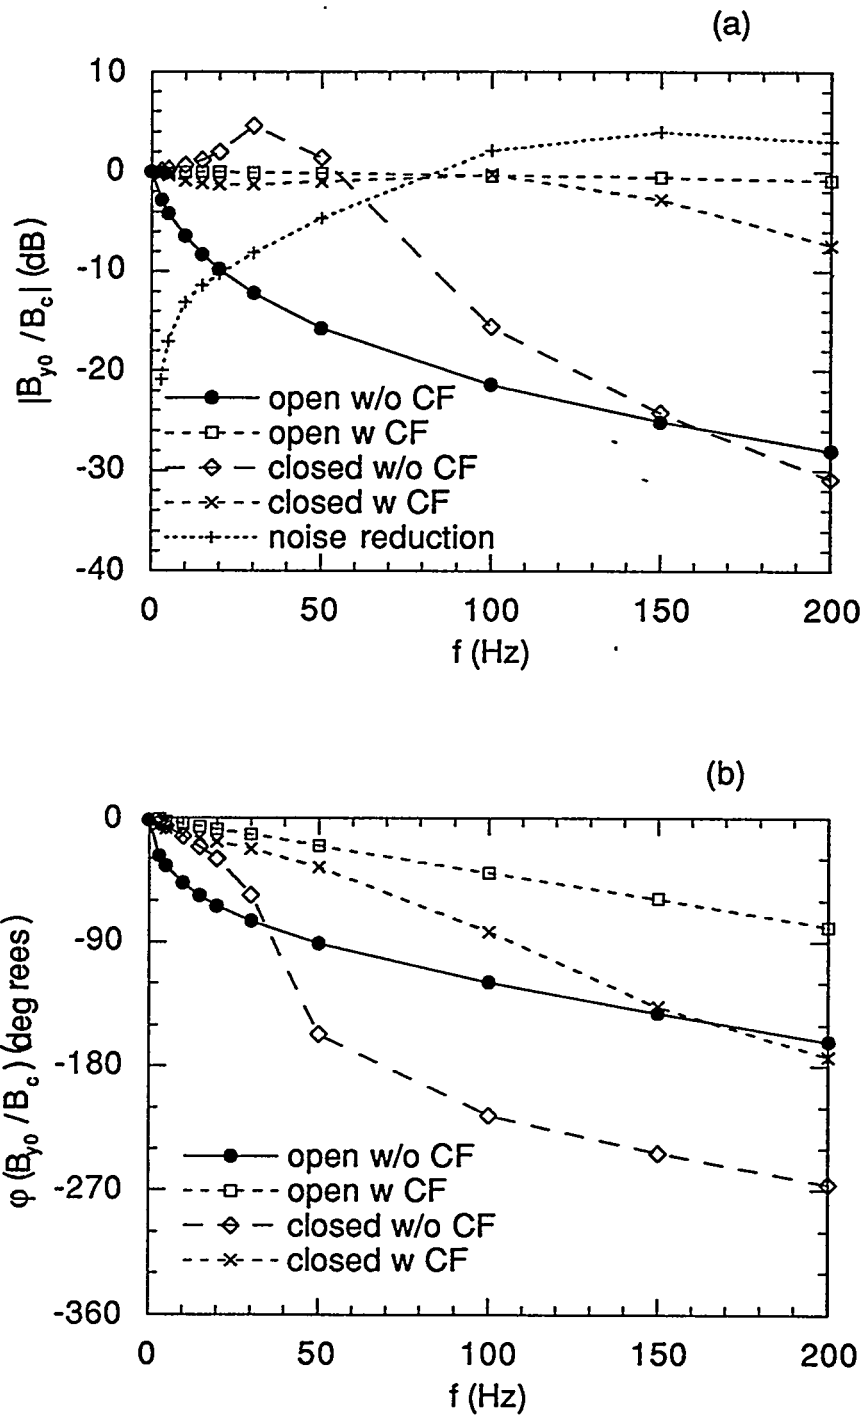 (a)
10
0
-10
-20
-30
-40
|B_y0 /B_c| (dB)
open w/o CF
open w CF
closed w/o CF
closed w CF
noise reduction
0 50 100 150 200
f (Hz)
(b)
0
-90
-180
-270
-360
φ (B_y0 /B_c) (degrees)
open w/o CF
open w CF
closed w/o CF
closed w CF
0 50 100 150 200
f (Hz)